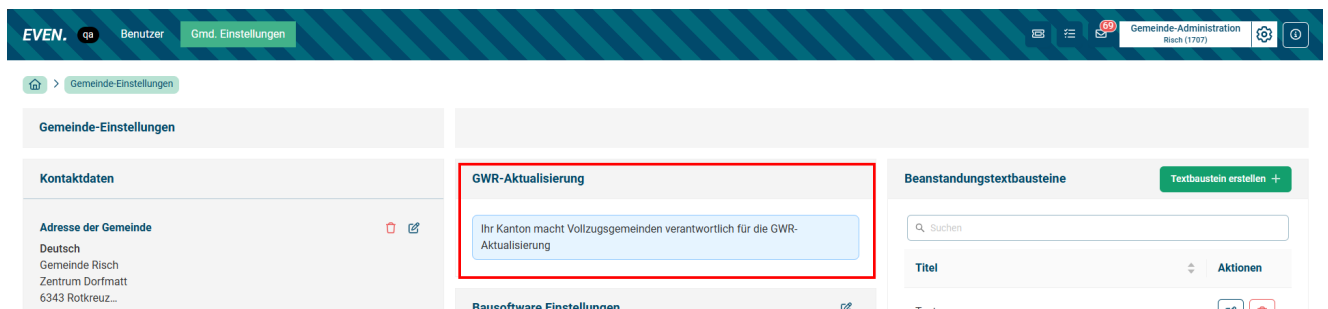 EVEN. qa Benutzer Gmd. Einstellungen 69 Gemeinde-Administration
Risch (1707)
> Gemeinde-Einstellungen
Gemeinde-Einstellungen
Kontaktdaten
Adresse der Gemeinde
Deutsch
Gemeinde Risch
Zentrum Dorfmatt
6343 Rotkreuz...
GWR-Aktualisierung
Ihr Kanton macht Vollzugsgemeinden verantwortlich für die GWR-
Aktualisierung
Bausoftware Einstellungen
Beanstandungstextbausteine Textbaustein erstellen +
Suchen
Titel Aktionen